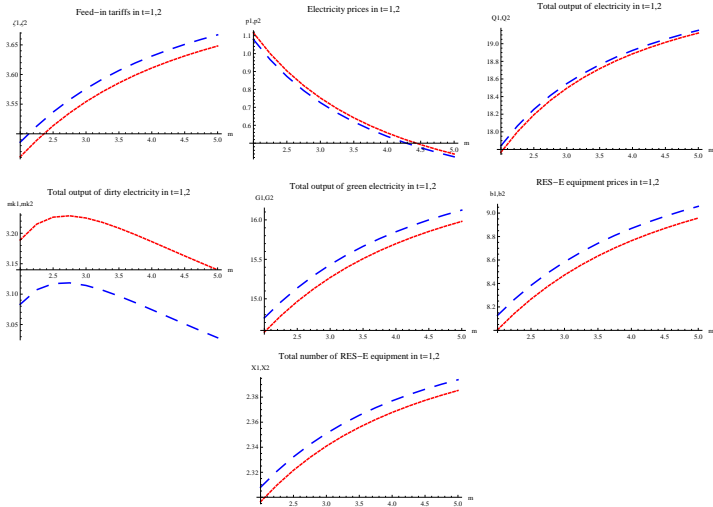 Feed−in tariffs in t=1,2
ζ1,ζ2
3.65
3.60
3.55
2.5 3.0 3.5 4.0 4.5 5.0 m
Electricity prices in t=1,2
p1,p2
1.1
1.0
0.9
0.8
0.7
0.6
2.5 3.0 3.5 4.0 4.5 5.0 m
Total output of electricity in t=1,2
Q1,Q2
19.0
18.8
18.6
18.4
18.2
18.0
2.5 3.0 3.5 4.0 4.5 5.0 m
Total output of dirty electricity in t=1,2
mk1,mk2
3.20
3.14
3.10
3.05
2.5 3.0 3.5 4.0 4.5 5.0 m
Total output of green electricity in t=1,2
G1,G2
16.0
15.5
15.0
2.5 3.0 3.5 4.0 4.5 5.0 m
RES−E equipment prices in t=1,2
b1,b2
9.0
8.8
8.6
8.4
8.2
2.5 3.0 3.5 4.0 4.5 5.0 m
Total number of RES−E equipment in t=1,2
X1,X2
2.38
2.36
2.34
2.32
2.5 3.0 3.5 4.0 4.5 5.0 m